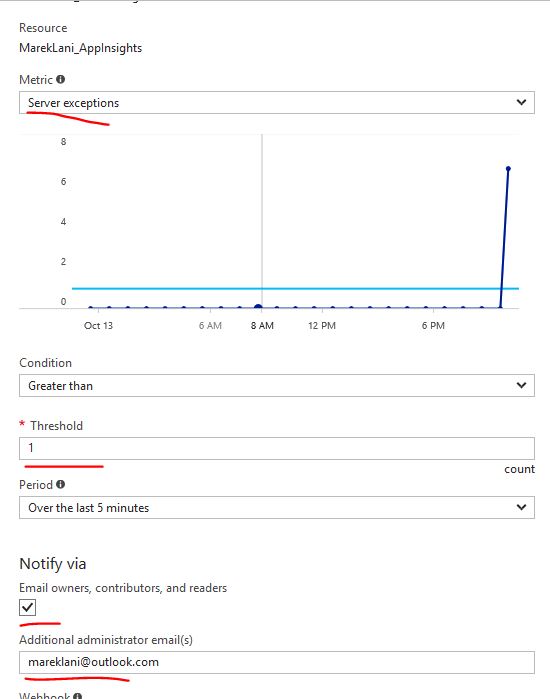 Resource
MarekLani_AppInsights
Metric
Server exceptions
8
6
4
2
0
Oct 13 6 AM 8 AM 12 PM 6 PM
Condition
Greater than
* Threshold
1
count
Period
Over the last 5 minutes
Notify via
Email owners, contributors, and readers
Additional administrator email(s)
mareklani@outlook.com
Webhook